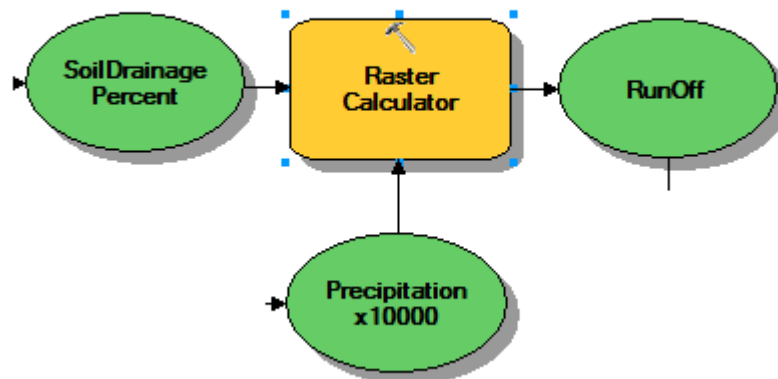 SoilDrainage
Percent
Raster
Calculator
RunOff
Precipitation
x10000